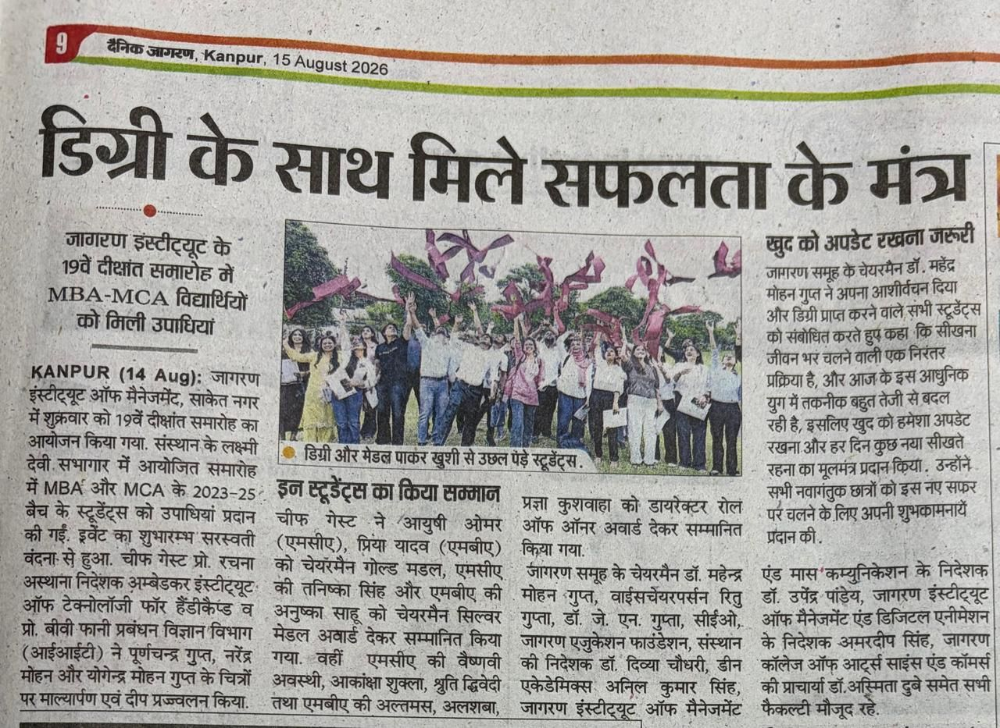 9
दैनिक जागरण, Kanpur, 15 August 2026
डिग्री के साथ मिले सफलता के मंत्र
जागरण इंस्टीट्यूट के
19वें दीक्षांत समारोह में
MBA-MCA विद्यार्थियों
को मिली उपाधियां
KANPUR (14 Aug): जागरण
इंस्टीट्यूट ऑफ मैनेजमेंट, साकेत नगर
में शुक्रवार को 19वें दीक्षांत समारोह का
आयोजन किया गया. संस्थान के लक्ष्मी
देवी सभागार में आयोजित समारोह
में MBA और MCA के 2023-25
बैच के स्टूडेंट्स को उपाधियां प्रदान
की गईं. इवेंट का शुभारम्भ सरस्वती
वंदना से हुआ. चीफ गेस्ट प्रो. रचना
अस्थाना निदेशक अम्बेडकर इंस्टीट्यूट
ऑफ टेक्नोलॉजी फॉर हैंडीकैप्ड व
प्रो. बीवी फानी प्रबंधन विज्ञान विभाग
(आईआईटी) ने पूर्णचन्द्र गुप्त, नरेंद्र
मोहन और योगेन्द्र मोहन गुप्त के चित्रों
पर माल्यार्पण एवं दीप प्रज्ज्वलन किया.
डिग्री और मेडल पाकर खुशी से उछल पड़े स्टूडेंट्स.
इन स्टूडेंट्स का किया सम्मान
चीफ गेस्ट ने आयुषी ओमर
(एमसीए), प्रिया यादव (एमबीए)
को चेयरमैन गोल्ड मडल, एमसीए
की तनिष्का सिंह और एमबीए की
अनुष्का साहू को चेयरमैन सिल्वर
मेडल अवार्ड देकर सम्मानित किया
गया. वहीं एमसीए की वैष्णवी
अवस्थी, आकांक्षा शुक्ला, श्रुति द्विवेदी
तथा एमबीए की अल्तमस, अलशबा,
प्रज्ञा कुशवाहा को डायरेक्टर रोल
ऑफ ऑनर अवार्ड देकर सम्मानित
किया गया.
जागरण समूह के चेयरमैन डॉ. महेन्द्र
मोहन गुप्त, वाईसचेयरपर्सन रितु
गुप्ता, डॉ. जे. एन. गुप्ता, सीईओ,
जागरण एजुकेशन फाउंडेशन, संस्थान
की निदेशक डॉ. दिव्या चौधरी, डीन
एकेडेमिक्स अनिल कुमार सिंह,
जागरण इंस्टीट्यूट ऑफ मैनेजमेंट
खुद को अपडेट रखना जरूरी
जागरण समूह के चेयरमैन डॉ. महेंद्र
मोहन गुप्त ने अपना आशीर्वचन दिया
और डिग्री प्राप्त करने वाले सभी स्टूडेंट्स
को संबोधित करते हुए कहा कि सीखना
जीवन भर चलने वाली एक निरंतर
प्रक्रिया है, और आज के इस आधुनिक
युग में तकनीक बहुत तेजी से बदल
रही है, इसलिए खुद को हमेशा अपडेट
रखना और हर दिन कुछ नया सीखते
रहना का मूलमंत्र प्रदान किया. उन्होंने
सभी नवागंतुक छात्रों को इस नए सफर
पर चलने के लिए अपनी शुभकामनायें
प्रदान की.
एंड मास कम्युनिकेशन के निदेशक
डॉ. उपेंद्र पांडेय, जागरण इंस्टीट्यूट
ऑफ मैनेजमेंट एंड डिजिटल एनीमेशन
के निदेशक अमरदीप सिंह, जागरण
कॉलेज ऑफ आर्ट्स साइंस एंड कॉमर्स
की प्राचार्या डॉ.अस्मिता दुबे समेत सभी
फैकल्टी मौजूद रहे.